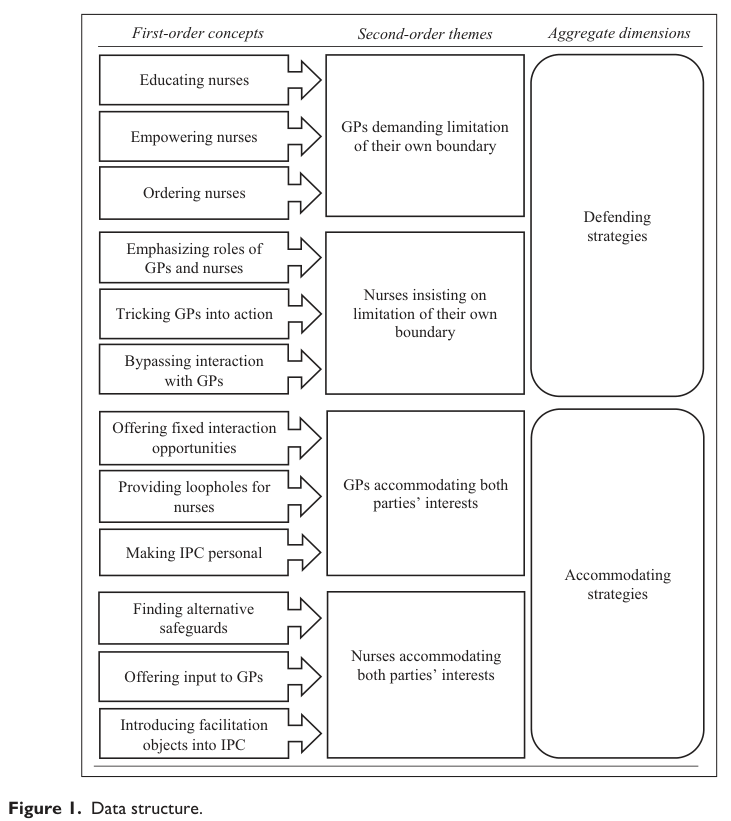 First-order concepts
Second-order themes
Aggregate dimensions
Educating nurses
Empowering nurses
Ordering nurses
GPs demanding limitation
of their own boundary
Emphasizing roles of
GPs and nurses
Tricking GPs into action
Bypassing interaction
with GPs
Nurses insisting on
limitation of their own
boundary
Defending
strategies
Offering fixed interaction
opportunities
Providing loopholes for
nurses
Making IPC personal
GPs accommodating both
parties’ interests
Finding alternative
safeguards
Offering input to GPs
Introducing facilitation
objects into IPC
Nurses accommodating
both parties’ interests
Accommodating
strategies
Figure 1. Data structure.